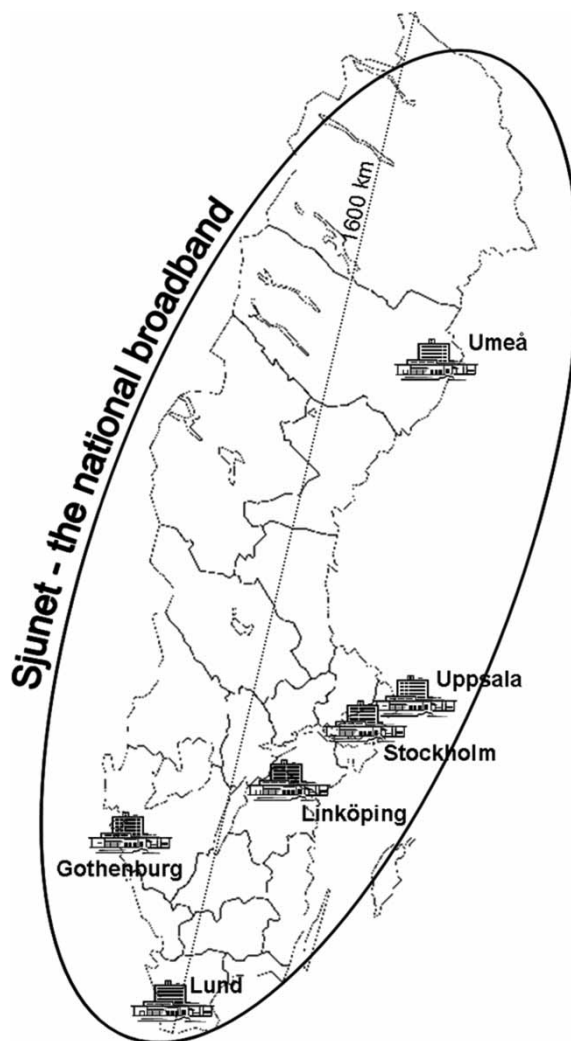 Sjunet - the national broadband
1600 km
Umeå
Uppsala
Stockholm
Linköping
Gothenburg
Lund